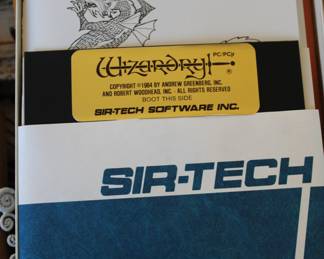 PC/PCjr
Wizardry!
COPYRIGHT ©1984 BY ANDREW GREENBERG, INC.
AND ROBERT WOODHEAD, INC. - ALL RIGHTS RESERVED
BOOT THIS SIDE
SIR-TECH SOFTWARE INC.
SIR-TECH